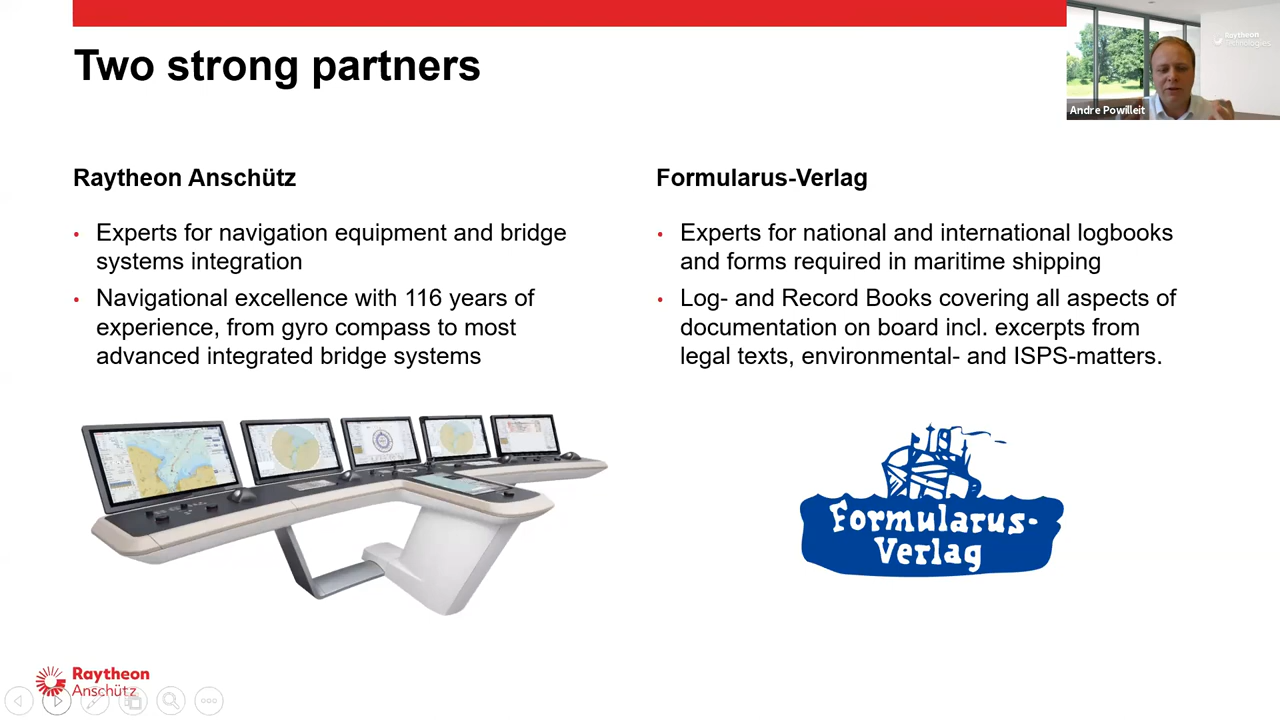 Two strong partners
Raytheon
Technologies
Andre Powilleit
Raytheon Anschütz
• Experts for navigation equipment and bridge
systems integration
• Navigational excellence with 116 years of
experience, from gyro compass to most
advanced integrated bridge systems
Formularus-Verlag
• Experts for national and international logbooks
and forms required in maritime shipping
• Log- and Record Books covering all aspects of
documentation on board incl. excerpts from
legal texts, environmental- and ISPS-matters.
Formularus-
Verlag
Raytheon
Anschütz